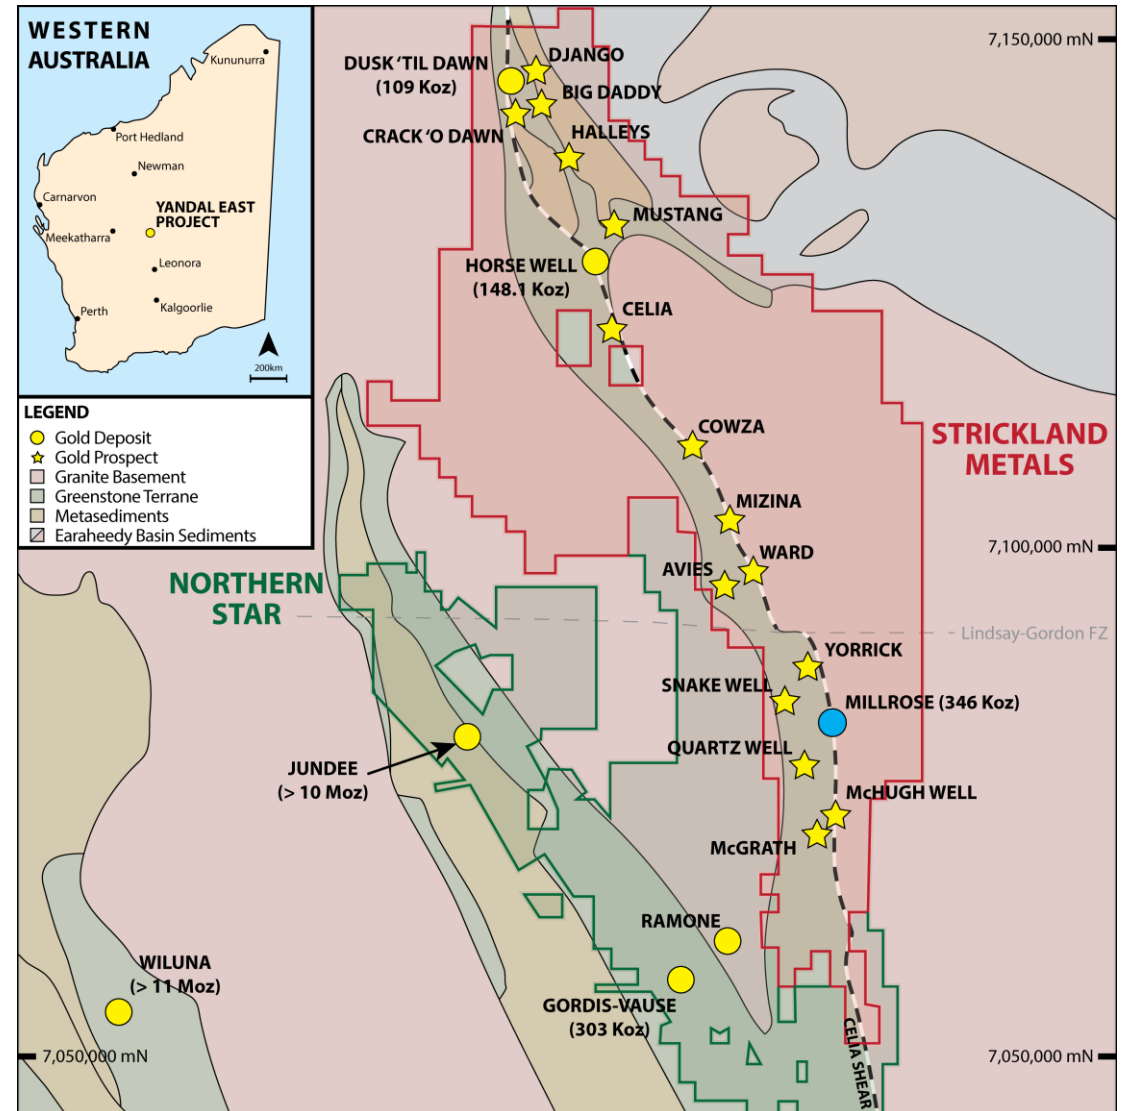 WESTERN
AUSTRALIA
Kununurra
Port Hedland
Newman
Carnarvon
YANDAL EAST
PROJECT
Meekatharra
Leonora
Kalgoorlie
Perth
200km
LEGEND
Gold Deposit
Gold Prospect
Granite Basement
Greenstone Terrane
Metasediments
Earaheedy Basin Sediments
7,150,000 mN
DUSK ‘TIL DAWN
(109 Koz)
DJANGO
BIG DADDY
CRACK ‘O DAWN
HALLEYS
MUSTANG
HORSE WELL
(148.1 Koz)
CELIA
COWZA
STRICKLAND
METALS
MIZINA
7,100,000 mN
WARD
AVIES
NORTHERN
STAR
Lindsay-Gordon FZ
YORRICK
SNAKE WELL
MILLROSE (346 Koz)
QUARTZ WELL
JUNDEE
(> 10 Moz)
McHUGH WELL
McGRATH
RAMONE
WILUNA
(> 11 Moz)
GORDIS-VAUSE
(303 Koz)
CELIA SHEAR
7,050,000 mN
7,050,000 mN